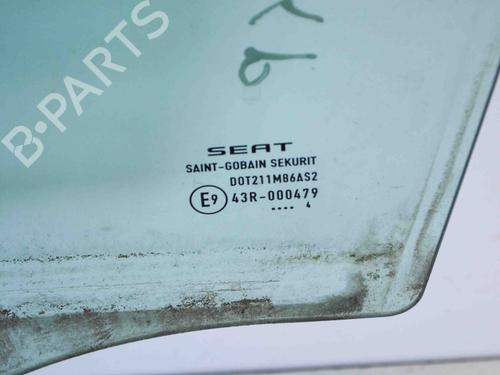 B-PARTS
SEAT
SAINT-GOBAIN SEKURIT
DOT211M86AS2
E9 43R-000479
.... 4